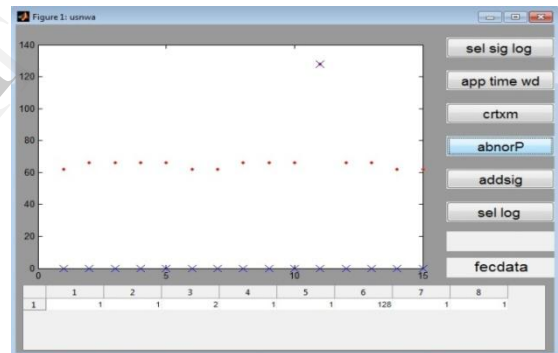 Figure 1: usnwa
140
120
100
80
60
40
20
0
0 5 10 15
sel sig log
app time wd
crtxm
abnorP
addsig
sel log
fecdata
1 2 3 4 5 6 7 8
1 1 1 2 1 1 128 1 1